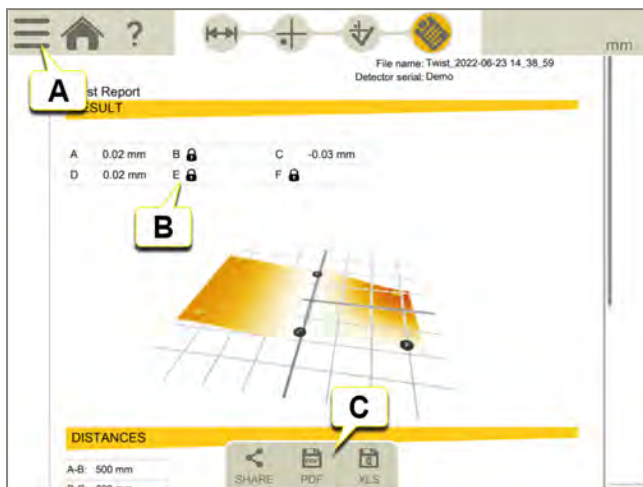 ?
mm
File name: Twist_2022-06-23 14_38_59
Detector serial: Demo
A
st Report
SULT
A 0.02 mm B C -0.03 mm
D 0.02 mm E F
B
C
DISTANCES
A-B: 500 mm
SHARE PDF XLS